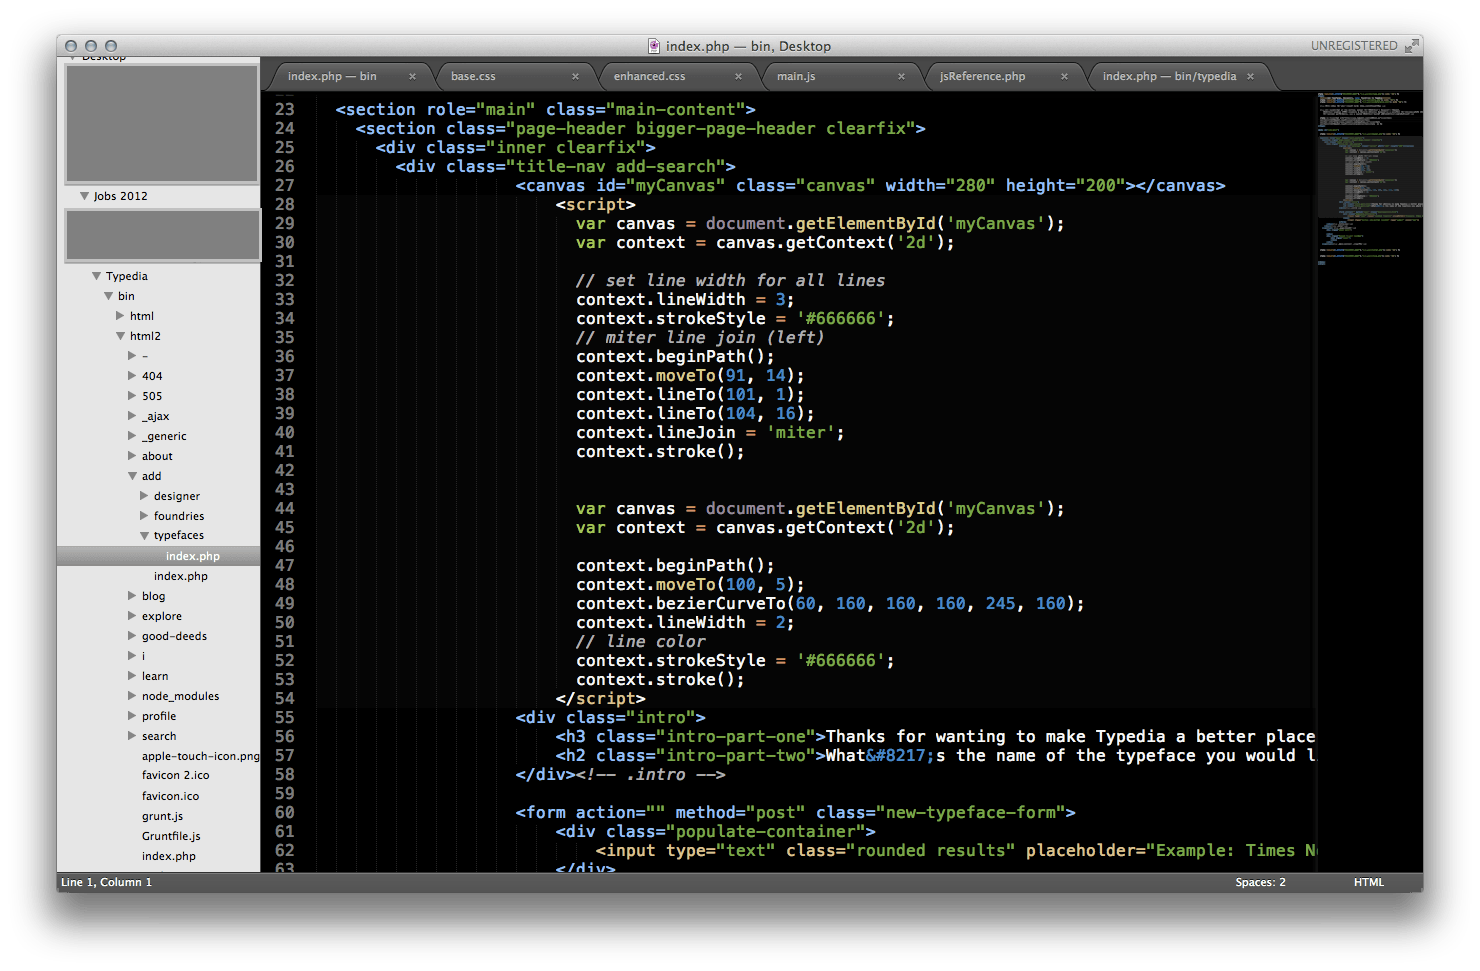 index.php — bin, Desktop
UNREGISTERED
Desktop
Jobs 2012
Typedia
bin
html
html2
-
404
505
_ajax
_generic
about
add
designer
foundries
typefaces
index.php
index.php
blog
explore
good-deeds
i
learn
node_modules
profile
search
apple-touch-icon.png
favicon 2.ico
favicon.ico
grunt.js
Gruntfile.js
index.php
index.php — bin ×
base.css ×
enhanced.css ×
main.js ×
jsReference.php ×
index.php — bin/typedia ×
23 <section role="main" class="main-content">
24 <section class="page-header bigger-page-header clearfix">
25 <div class="inner clearfix">
26 <div class="title-nav add-search">
27 <canvas id="myCanvas" class="canvas" width="280" height="200"></canvas>
28 <script>
29 var canvas = document.getElementById('myCanvas');
30 var context = canvas.getContext('2d');
31
32 // set line width for all lines
33 context.lineWidth = 3;
34 context.strokeStyle = '#666666';
35 // miter line join (left)
36 context.beginPath();
37 context.moveTo(91, 14);
38 context.lineTo(101, 1);
39 context.lineTo(104, 16);
40 context.lineJoin = 'miter';
41 context.stroke();
42
43
44 var canvas = document.getElementById('myCanvas');
45 var context = canvas.getContext('2d');
46
47 context.beginPath();
48 context.moveTo(100, 5);
49 context.bezierCurveTo(60, 160, 160, 160, 245, 160);
50 context.lineWidth = 2;
51 // line color
52 context.strokeStyle = '#666666';
53 context.stroke();
54 </script>
55 <div class="intro">
56 <h3 class="intro-part-one">Thanks for wanting to make Typedia a better place
57 <h2 class="intro-part-two">What&#8217;s the name of the typeface you would l
58 </div><!-- .intro -->
59
60 <form action="" method="post" class="new-typeface-form">
61 <div class="populate-container">
62 <input type="text" class="rounded results" placeholder="Example: Times N
63 </div>
Line 1, Column 1
Spaces: 2
HTML